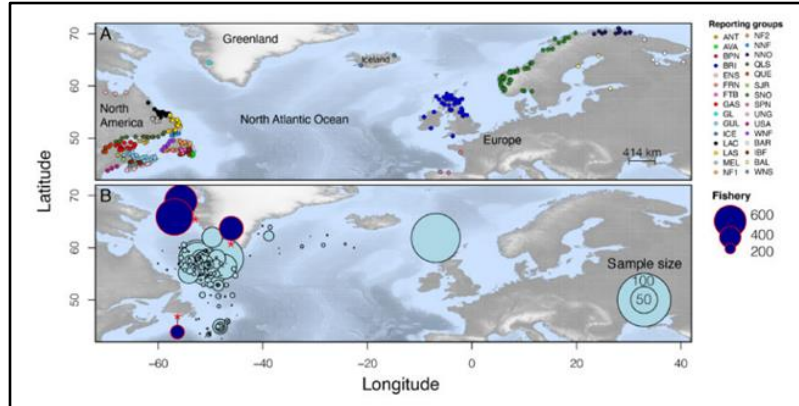 A
Greenland
Iceland
North
America
North Atlantic Ocean
Europe
414 km
70
60
50
Latitude
B
Sample size
100
50
70
60
50
−60
−40
−20
0
20
40
Longitude
Reporting groups
ANT NF2
AVA NNF
BPN NNO
BRI QLS
ENS QUE
FRN SJR
FTB SNO
GAS SPN
GL UNG
GUL USA
ICE WNF
LAC BAR
LAS IBF
MEL BAL
NF1 WNS
Fishery
600
400
200